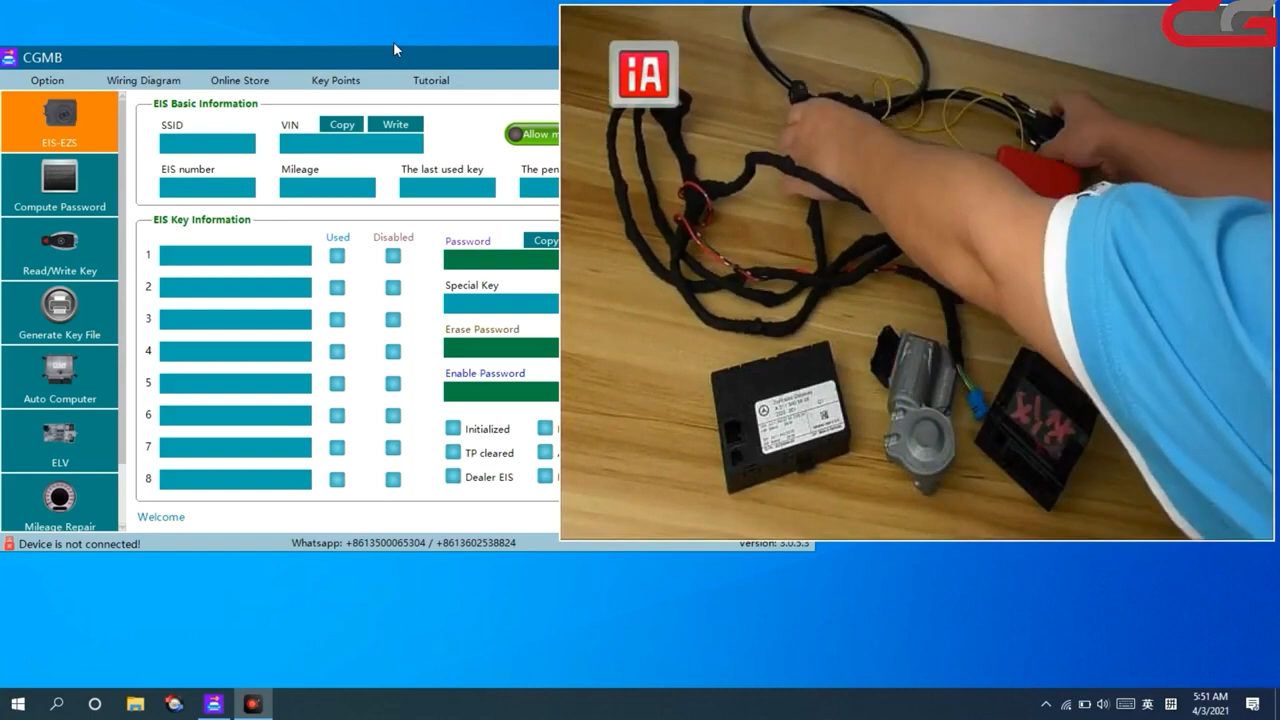 CGMB
Option Wiring Diagram Online Store Key Points Tutorial
EIS-EZS
Compute Password
Read/Write Key
Generate Key File
Auto Computer
ELV
Mileage Repair
EIS Basic Information
SSID VIN Copy Write
Allow m
EIS number Mileage The last used key The pen
EIS Key Information
Used Disabled
1
2
3
4
5
6
7
8
Password Copy
Special Key
Erase Password
Enable Password
Initialized
TP cleared
Dealer EIS
Welcome
Device is not connected!
Whatsapp: +8613500065304 / +8613602538824
Version: 3.0.5.3
iA
CG
英
拼
5:51 AM
4/3/2021